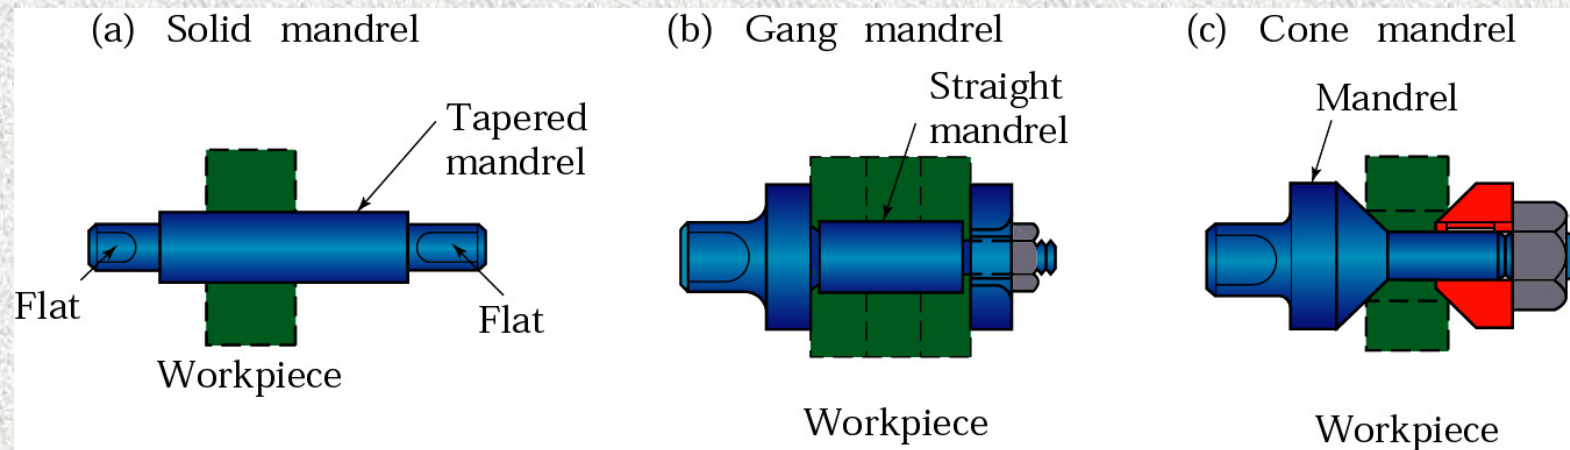 (a) Solid mandrel
Tapered
mandrel
Flat
Flat
Workpiece
(b) Gang mandrel
Straight
mandrel
Workpiece
(c) Cone mandrel
Mandrel
Workpiece